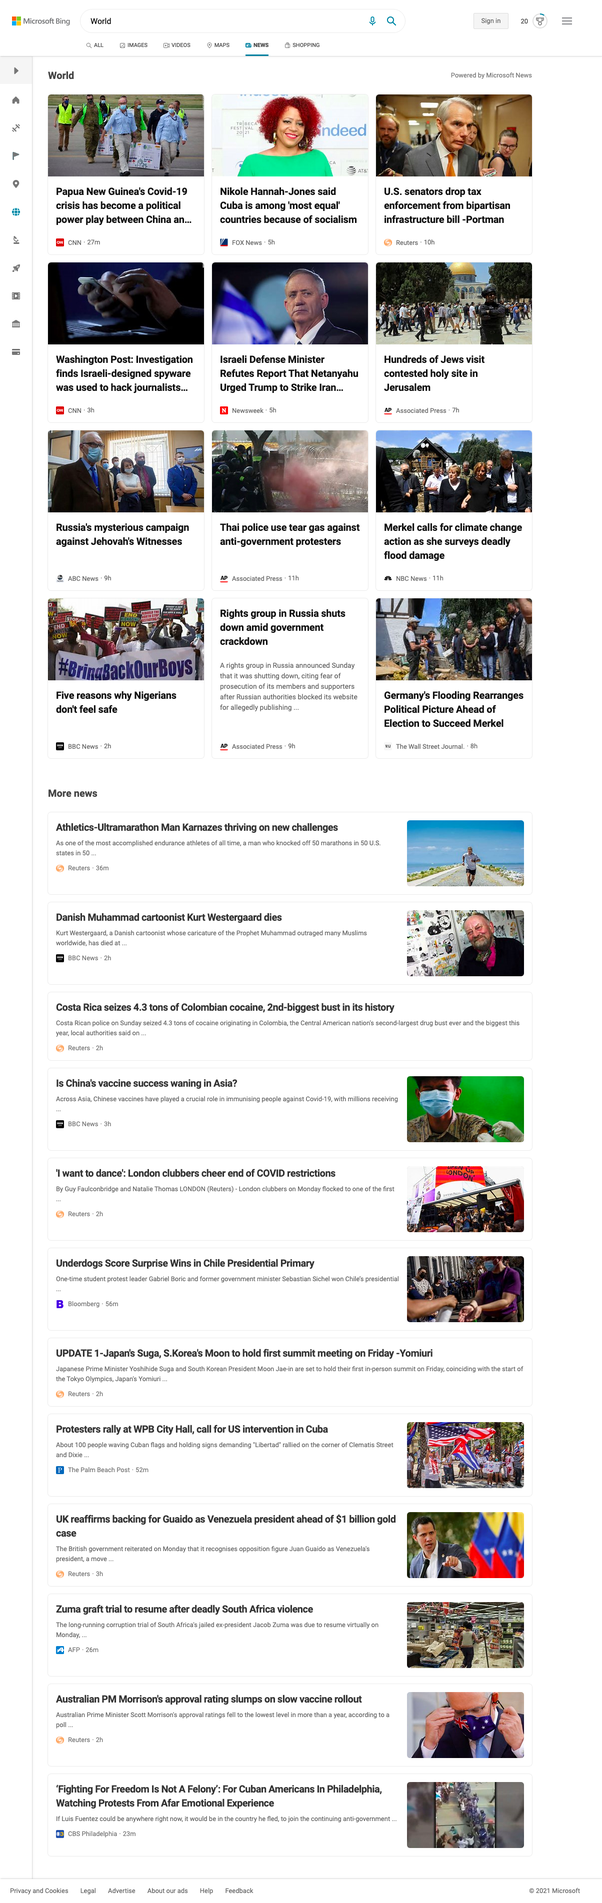 Microsoft Bing
World
Sign in
20
ALL
IMAGES
VIDEOS
MAPS
NEWS
SHOPPING
World
Powered by Microsoft News
TRIBECA
FESTIVAL
indeed
AT&T
Papua New Guinea's Covid-19
crisis has become a political
power play between China an...
CNN · 27m
Nikole Hannah-Jones said
Cuba is among 'most equal'
countries because of socialism
FOX News · 5h
U.S. senators drop tax
enforcement from bipartisan
infrastructure bill -Portman
Reuters · 10h
Washington Post: Investigation
finds Israeli-designed spyware
was used to hack journalists...
CNN · 3h
Israeli Defense Minister
Refutes Report That Netanyahu
Urged Trump to Strike Iran...
Newsweek · 5h
Hundreds of Jews visit
contested holy site in
Jerusalem
AP Associated Press · 7h
Russia's mysterious campaign
against Jehovah's Witnesses
ABC News · 9h
Thai police use tear gas against
anti-government protesters
AP Associated Press · 11h
Merkel calls for climate change
action as she surveys deadly
flood damage
NBC News · 11h
#BringBackOurBoys
Five reasons why Nigerians
don't feel safe
BBC News · 2h
Rights group in Russia shuts
down amid government
crackdown
A rights group in Russia announced Sunday
that it was shutting down, citing fear of
prosecution of its members and supporters
after Russian authorities blocked its website
for allegedly publishing ...
AP Associated Press · 9h
Germany's Flooding Rearranges
Political Picture Ahead of
Election to Succeed Merkel
The Wall Street Journal. · 8h
More news
Athletics-Ultramarathon Man Karnazes thriving on new challenges
As one of the most accomplished endurance athletes of all time, a man who knocked off 50 marathons in 50 U.S.
states in 50 ...
Reuters · 36m
Danish Muhammad cartoonist Kurt Westergaard dies
Kurt Westergaard, a Danish cartoonist whose caricature of the Prophet Muhammad outraged many Muslims
worldwide, has died at ...
BBC News · 2h
Costa Rica seizes 4.3 tons of Colombian cocaine, 2nd-biggest bust in its history
Costa Rican police on Sunday seized 4.3 tons of cocaine originating in Colombia, the Central American nation's second-largest drug bust ever and the biggest this
year, local authorities said on ...
Reuters · 2h
Is China's vaccine success waning in Asia?
Across Asia, Chinese vaccines have played a crucial role in immunising people against Covid-19, with millions receiving
...
BBC News · 3h
'I want to dance': London clubbers cheer end of COVID restrictions
By Guy Faulconbridge and Natalie Thomas LONDON (Reuters) - London clubbers on Monday flocked to one of the first
...
Reuters · 2h
Underdogs Score Surprise Wins in Chile Presidential Primary
One-time student protest leader Gabriel Boric and former government minister Sebastian Sichel won Chile's presidential
...
Bloomberg · 56m
UPDATE 1-Japan's Suga, S.Korea's Moon to hold first summit meeting on Friday -Yomiuri
Japanese Prime Minister Yoshihide Suga and South Korean President Moon Jae-in are set to hold their first in-person summit on Friday, coinciding with the start of
the Tokyo Olympics, Japan's Yomiuri ...
Reuters · 2h
Protesters rally at WPB City Hall, call for US intervention in Cuba
About 100 people waving Cuban flags and holding signs demanding "Libertad" rallied on the corner of Clematis Street
and Dixie ...
The Palm Beach Post · 52m
UK reaffirms backing for Guaido as Venezuela president ahead of $1 billion gold
case
The British government reiterated on Monday that it recognises opposition figure Juan Guaido as Venezuela's
president, a move ...
Reuters · 3h
Zuma graft trial to resume after deadly South Africa violence
The long-running corruption trial of South Africa's jailed ex-president Jacob Zuma was due to resume virtually on
Monday, ...
AFP · 26m
Australian PM Morrison's approval rating slumps on slow vaccine rollout
Australian Prime Minister Scott Morrison's approval ratings fell to the lowest level in more than a year, according to a
poll ...
Reuters · 2h
'Fighting For Freedom Is Not A Felony': For Cuban Americans In Philadelphia,
Watching Protests From Afar Emotional Experience
If Luis Fuentez could be anywhere right now, it would be in the country he fled, to join the continuing anti-government ...
CBS Philadelphia · 23m
Privacy and Cookies
Legal
Advertise
About our ads
Help
Feedback
© 2021 Microsoft